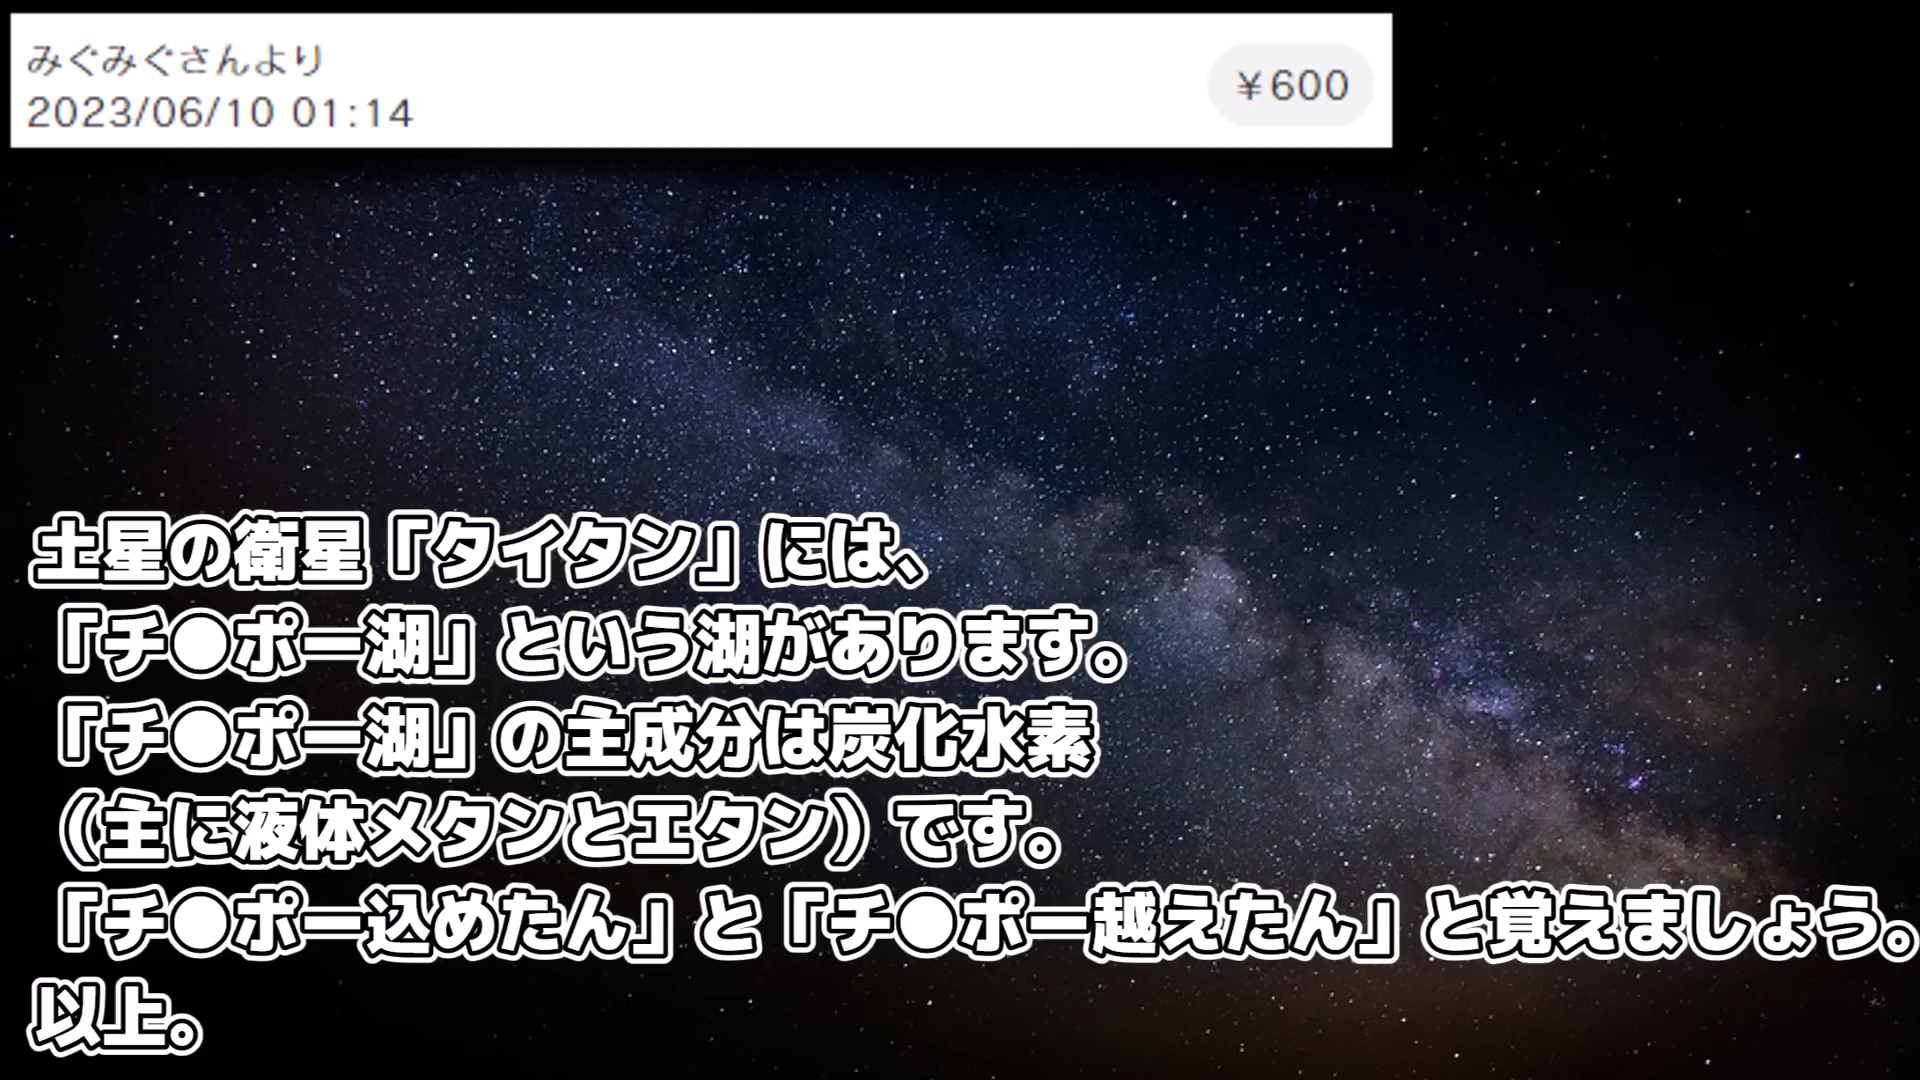 みぐみぐさんより
2023/06/10 01:14
￥600
土星の衛星「タイタン」には、
「チ●ポー湖」という湖があります。
「チ●ポー湖」の主成分は炭化水素
（主に液体メタンとエタン）です。
「チ●ポー込めたん」と「チ●ポー越えたん」と覚えましょう。
以上。